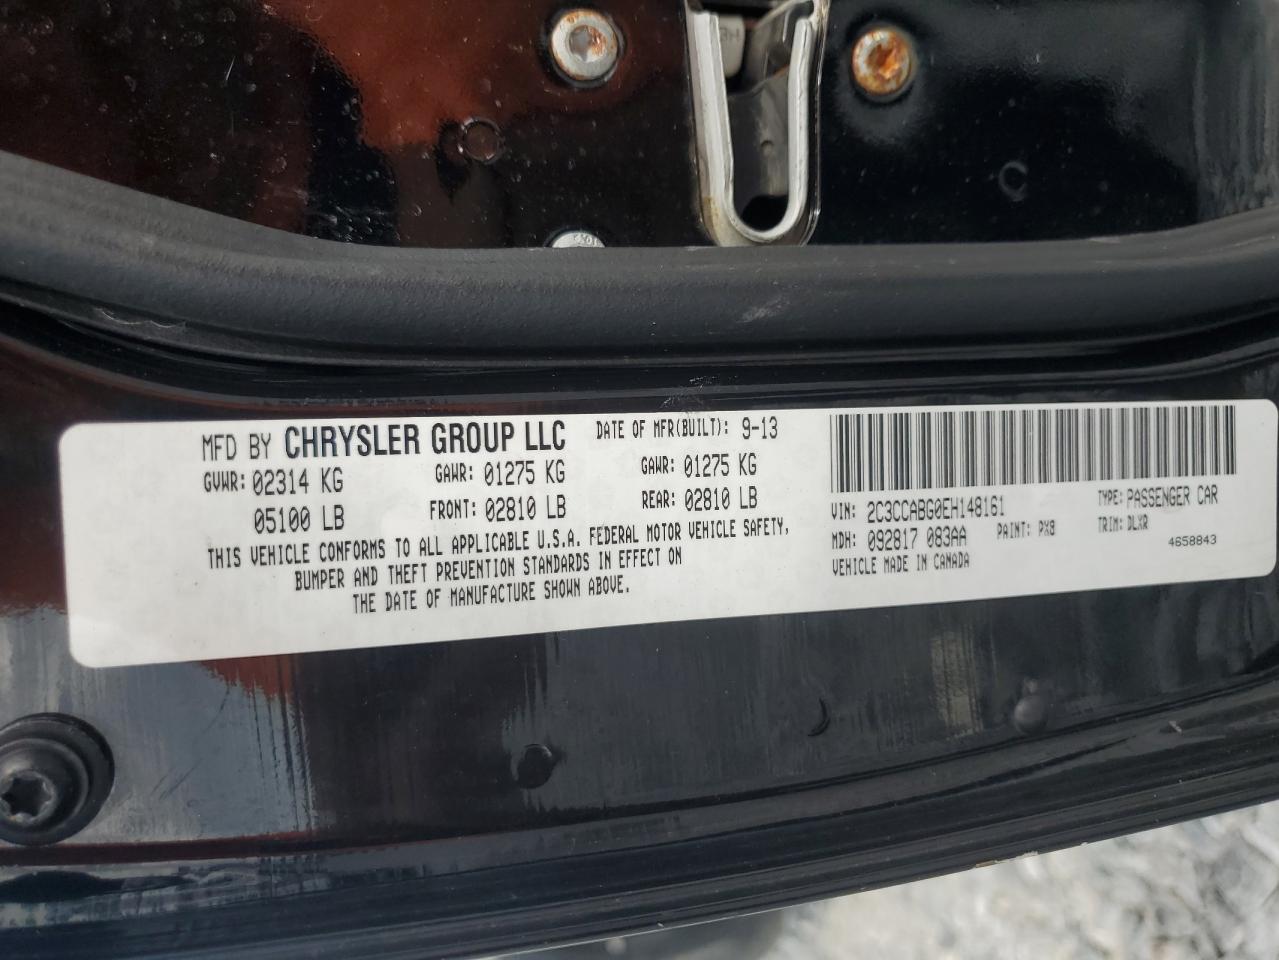 MFD BY CHRYSLER GROUP LLC DATE OF MFR(BUILT): 9-13
GVWR: 02314 KG GAWR: 01275 KG GAWR: 01275 KG
05100 LB FRONT: 02810 LB REAR: 02810 LB
THIS VEHICLE CONFORMS TO ALL APPLICABLE U.S.A. FEDERAL MOTOR VEHICLE SAFETY,
BUMPER AND THEFT PREVENTION STANDARDS IN EFFECT ON
THE DATE OF MANUFACTURE SHOWN ABOVE.
VIN: 2C3CCABG0EH148161 TYPE: PASSENGER CAR
MDH: 092817 083AA PAINT: PX8 TRIM: DLXR
VEHICLE MADE IN CANADA 4658843